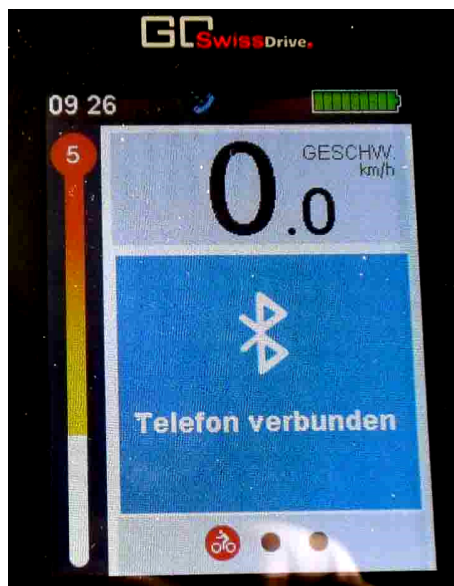 GO SwissDrive.
09 26
5
GESCHW.
km/h
0.0
Telefon verbunden